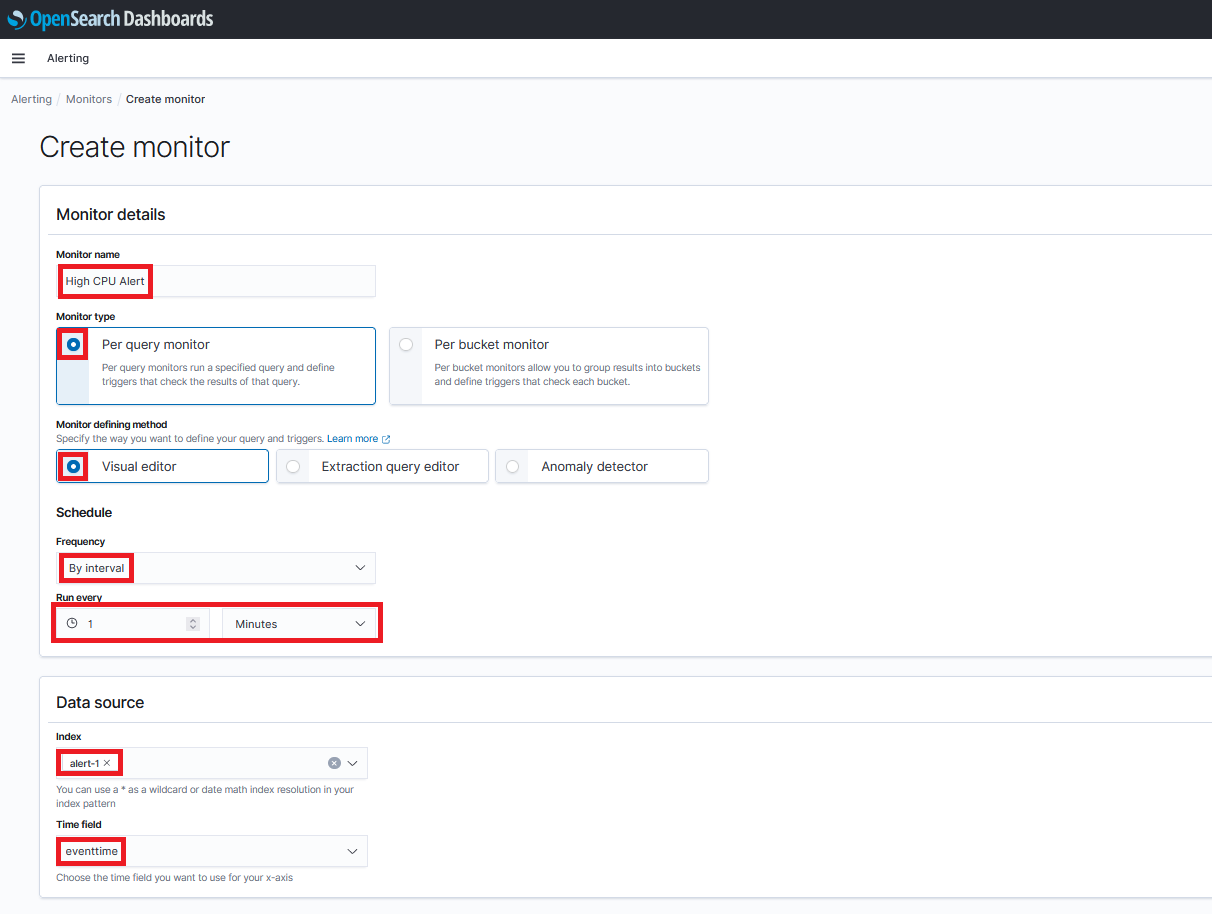 OpenSearch Dashboards
Alerting
Alerting / Monitors / Create monitor
Create monitor
Monitor details
Monitor name
High CPU Alert
Monitor type
Per query monitor
Per query monitors run a specified query and define
triggers that check the results of that query.
Per bucket monitor
Per bucket monitors allow you to group results into buckets
and define triggers that check each bucket.
Monitor defining method
Specify the way you want to define your query and triggers. Learn more
Visual editor
Extraction query editor
Anomaly detector
Schedule
Frequency
By interval
Run every
1
Minutes
Data source
Index
alert-1
You can use a * as a wildcard or date math index resolution in your
index pattern
Time field
eventtime
Choose the time field you want to use for your x-axis